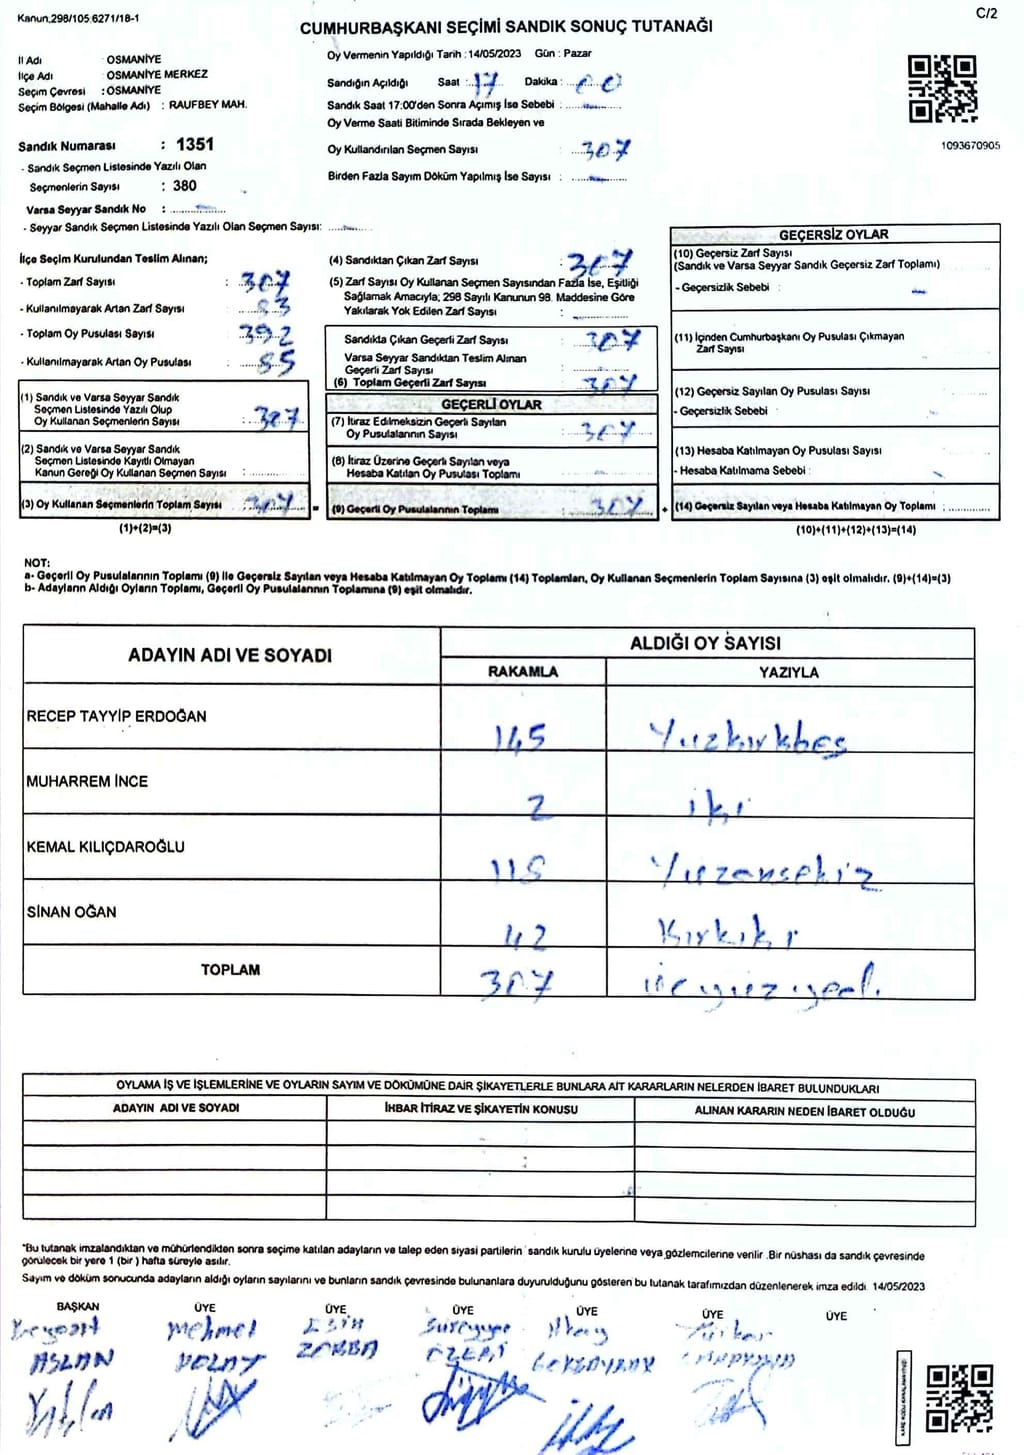 Kanun,298/105:6271/18-1
C/2
CUMHURBAŞKANI SEÇİMİ SANDIK SONUÇ TUTANAĞI
İl Adı : OSMANİYE
İlçe Adı : OSMANİYE MERKEZ
Seçim Çevresi : OSMANİYE
Seçim Bölgesi (Mahalle Adı) : RAUFBEY MAH.
Sandık Numarası : 1351
- Sandık Seçmen Listesinde Yazılı Olan
Seçmenlerin Sayısı : 380
Varsa Seyyar Sandık No :
- Seyyar Sandık Seçmen Listesinde Yazılı Olan Seçmen Sayısı:
Oy Vermenin Yapıldığı Tarih : 14/05/2023 Gün : Pazar
Sandığın Açıldığı Saat : 17 Dakika : 00
Sandık Saat 17:00'den Sonra Açımış İse Sebebi :
Oy Verme Saati Bitiminde Sırada Bekleyen ve
Oy Kullandırılan Seçmen Sayısı : 307
Birden Fazla Sayım Döküm Yapılmış İse Sayısı :
1093670905
İlçe Seçim Kurulundan Teslim Alınan;
- Toplam Zarf Sayısı : 307
- Kullanılmayarak Artan Zarf Sayısı : 83
- Toplam Oy Pusulası Sayısı : 392
- Kullanılmayarak Artan Oy Pusulası : 85
(1) Sandık ve Varsa Seyyar Sandık
Seçmen Listesinde Yazılı Olup
Oy Kullanan Seçmenlerin Sayısı : 307
(2) Sandık ve Varsa Seyyar Sandık
Seçmen Listesinde Kayıtlı Olmayan
Kanun Gereği Oy Kullanan Seçmen Sayısı :
(3) Oy Kullanan Seçmenlerin Toplam Sayısı : 307
(1)+(2)=(3)
(4) Sandıktan Çıkan Zarf Sayısı : 307
(5) Zarf Sayısı Oy Kullanan Seçmen Sayısından Fazla İse, Eşitliği
Sağlamak Amacıyla; 298 Sayılı Kanunun 98. Maddesine Göre
Yakılarak Yok Edilen Zarf Sayısı :
Sandıkta Çıkan Geçerli Zarf Sayısı : 307
Varsa Seyyar Sandıktan Teslim Alınan
Geçerli Zarf Sayısı :
(6) Toplam Geçerli Zarf Sayısı : 307
GEÇERLİ OYLAR
(7) İtiraz Edilmeksizin Geçerli Sayılan
Oy Pusulalarının Sayısı : 307
(8) İtiraz Üzerine Geçerli Sayılan veya
Hesaba Katılan Oy Pusulası Toplamı
= (9) Geçerli Oy Pusulalarının Toplamı 307
GEÇERSİZ OYLAR
(10) Geçersiz Zarf Sayısı
(Sandık ve Varsa Seyyar Sandık Geçersiz Zarf Toplamı)
- Geçersizlik Sebebi :
(11) İçinden Cumhurbaşkanı Oy Pusulası Çıkmayan
Zarf Sayısı
(12) Geçersiz Sayılan Oy Pusulası Sayısı
- Geçersizlik Sebebi :
(13) Hesaba Katılmayan Oy Pusulası Sayısı
- Hesaba Katılmama Sebebi :
+ (14) Geçersiz Sayılan veya Hesaba Katılmayan Oy Toplamı :
(10)+(11)+(12)+(13)=(14)
NOT:
a- Geçerli Oy Pusulalarının Toplamı (9) İle Geçersiz Sayılan veya Hesaba Katılmayan Oy Toplamı (14) Toplamları, Oy Kullanan Seçmenlerin Toplam Sayısına (3) eşit olmalıdır. (9)+(14)=(3)
b- Adayların Aldığı Oyların Toplamı, Geçerli Oy Pusulalarının Toplamına (9) eşit olmalıdır.
ADAYIN ADI VE SOYADI
ALDIĞI OY SAYISI
RAKAMLA YAZIYLA
RECEP TAYYİP ERDOĞAN 145 Yüzkırkbeş
MUHARREM İNCE 2 iki
KEMAL KILIÇDAROĞLU 118 Yüzonsekiz
SİNAN OĞAN 42 Kırkiki
TOPLAM 307 üçyüzyedi.
OYLAMA İŞ VE İŞLEMLERİNE VE OYLARIN SAYIM VE DÖKÜMÜNE DAİR ŞİKAYETLERLE BUNLARA AİT KARARLARIN NELERDEN İBARET BULUNDUKLARI
ADAYIN ADI VE SOYADI İHBAR İTİRAZ VE ŞİKAYETİN KONUSU ALINAN KARARIN NEDEN İBARET OLDUĞU
*Bu tutanak imzalandıktan ve mühürlendikten sonra seçime katılan adayların ve talep eden siyasi partilerin sandık kurulu üyelerine veya gözlemcilerine verilir .Bir nüshası da sandık çevresinde
görülecek bir yere 1 (bir ) hafta süreyle asılır.
Sayım ve döküm sonucunda adayların aldığı oyların sayılarını ve bunların sandık çevresinde bulunanlara duyurulduğunu gösteren bu tutanak tarafımızdan düzenlenerek imza edildi. 14/05/2023
BAŞKAN ÜYE ÜYE ÜYE ÜYE ÜYE ÜYE
Mehmet Esin Süreyya
ASLAN POLAT ZORBA